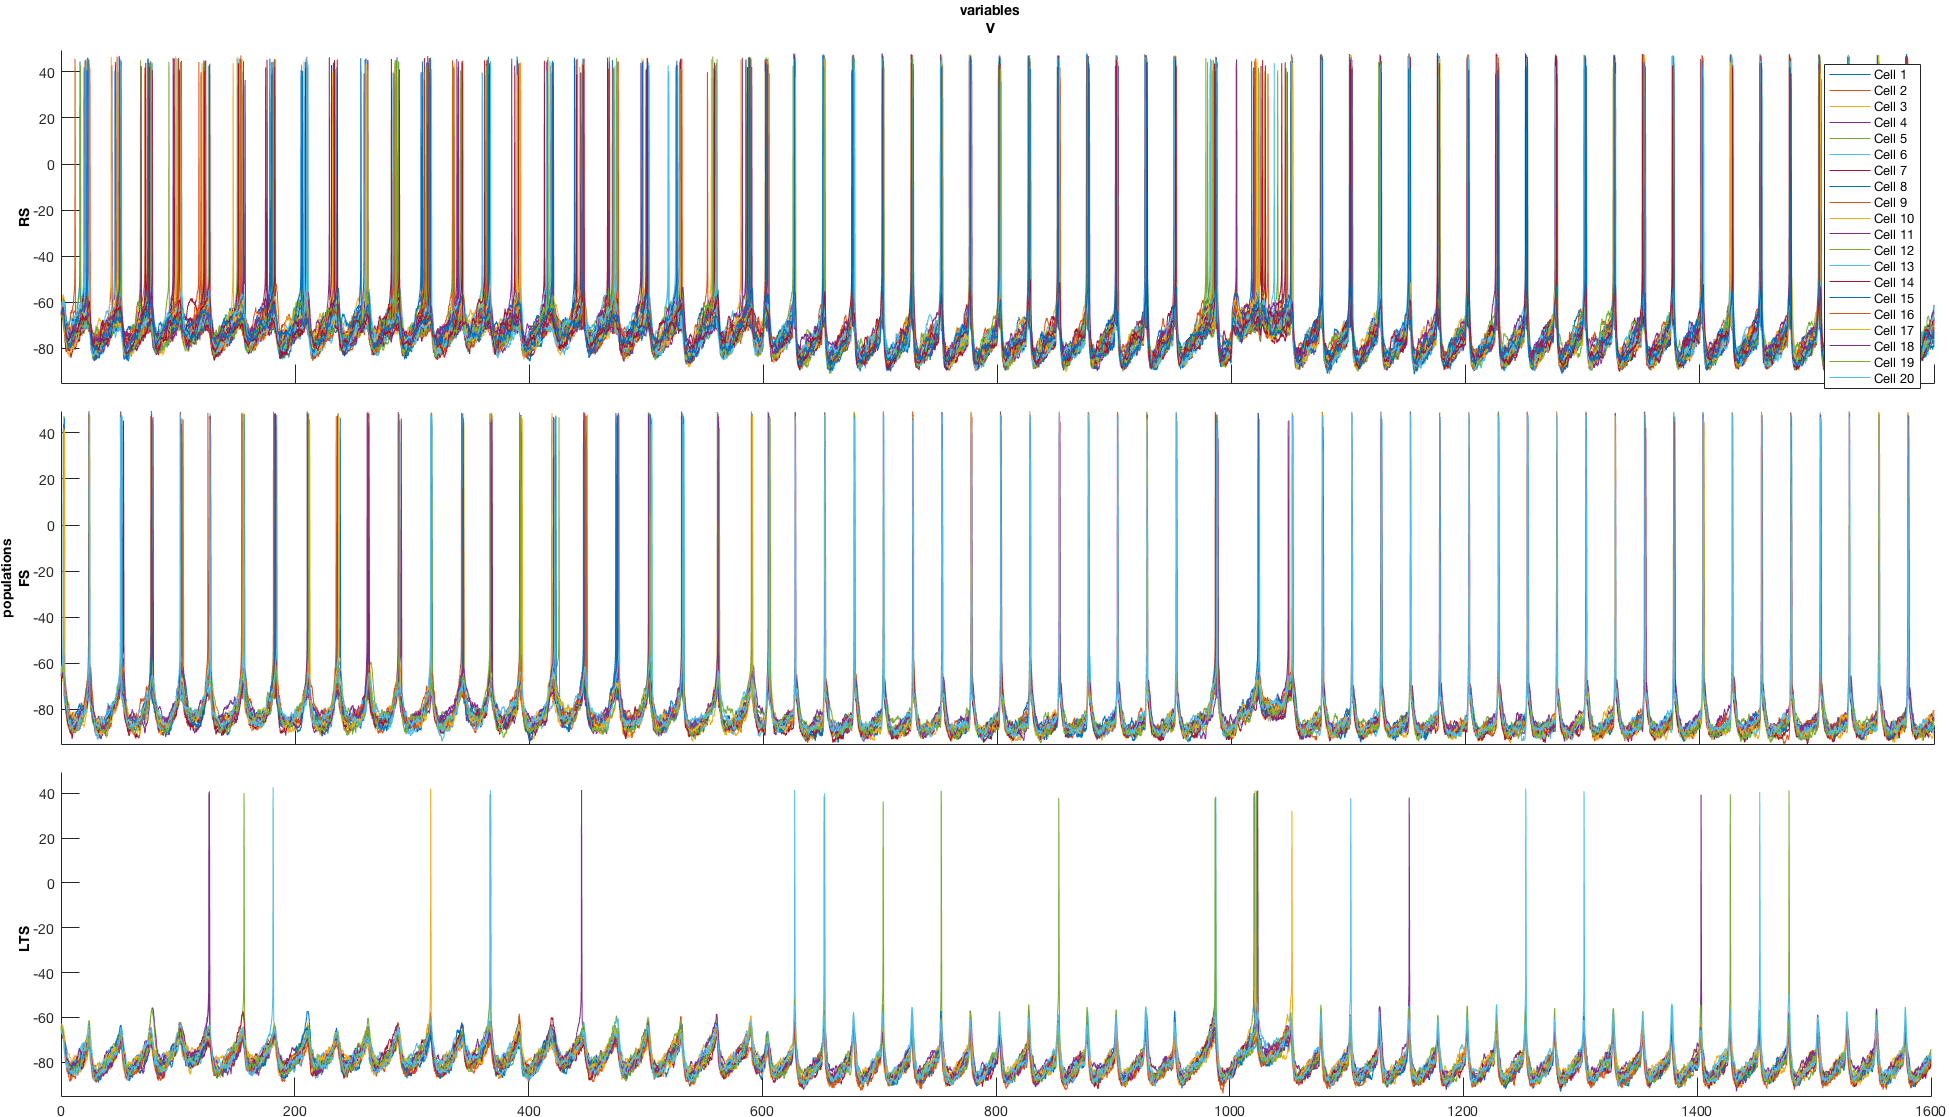 variables
V
40
20
0
-20
-40
-60
-80
RS
Cell 1
Cell 2
Cell 3
Cell 4
Cell 5
Cell 6
Cell 7
Cell 8
Cell 9
Cell 10
Cell 11
Cell 12
Cell 13
Cell 14
Cell 15
Cell 16
Cell 17
Cell 18
Cell 19
Cell 20
40
20
0
-20
-40
-60
-80
populations
FS
40
20
0
-20
-40
-60
-80
LTS
0 200 400 600 800 1000 1200 1400 1600